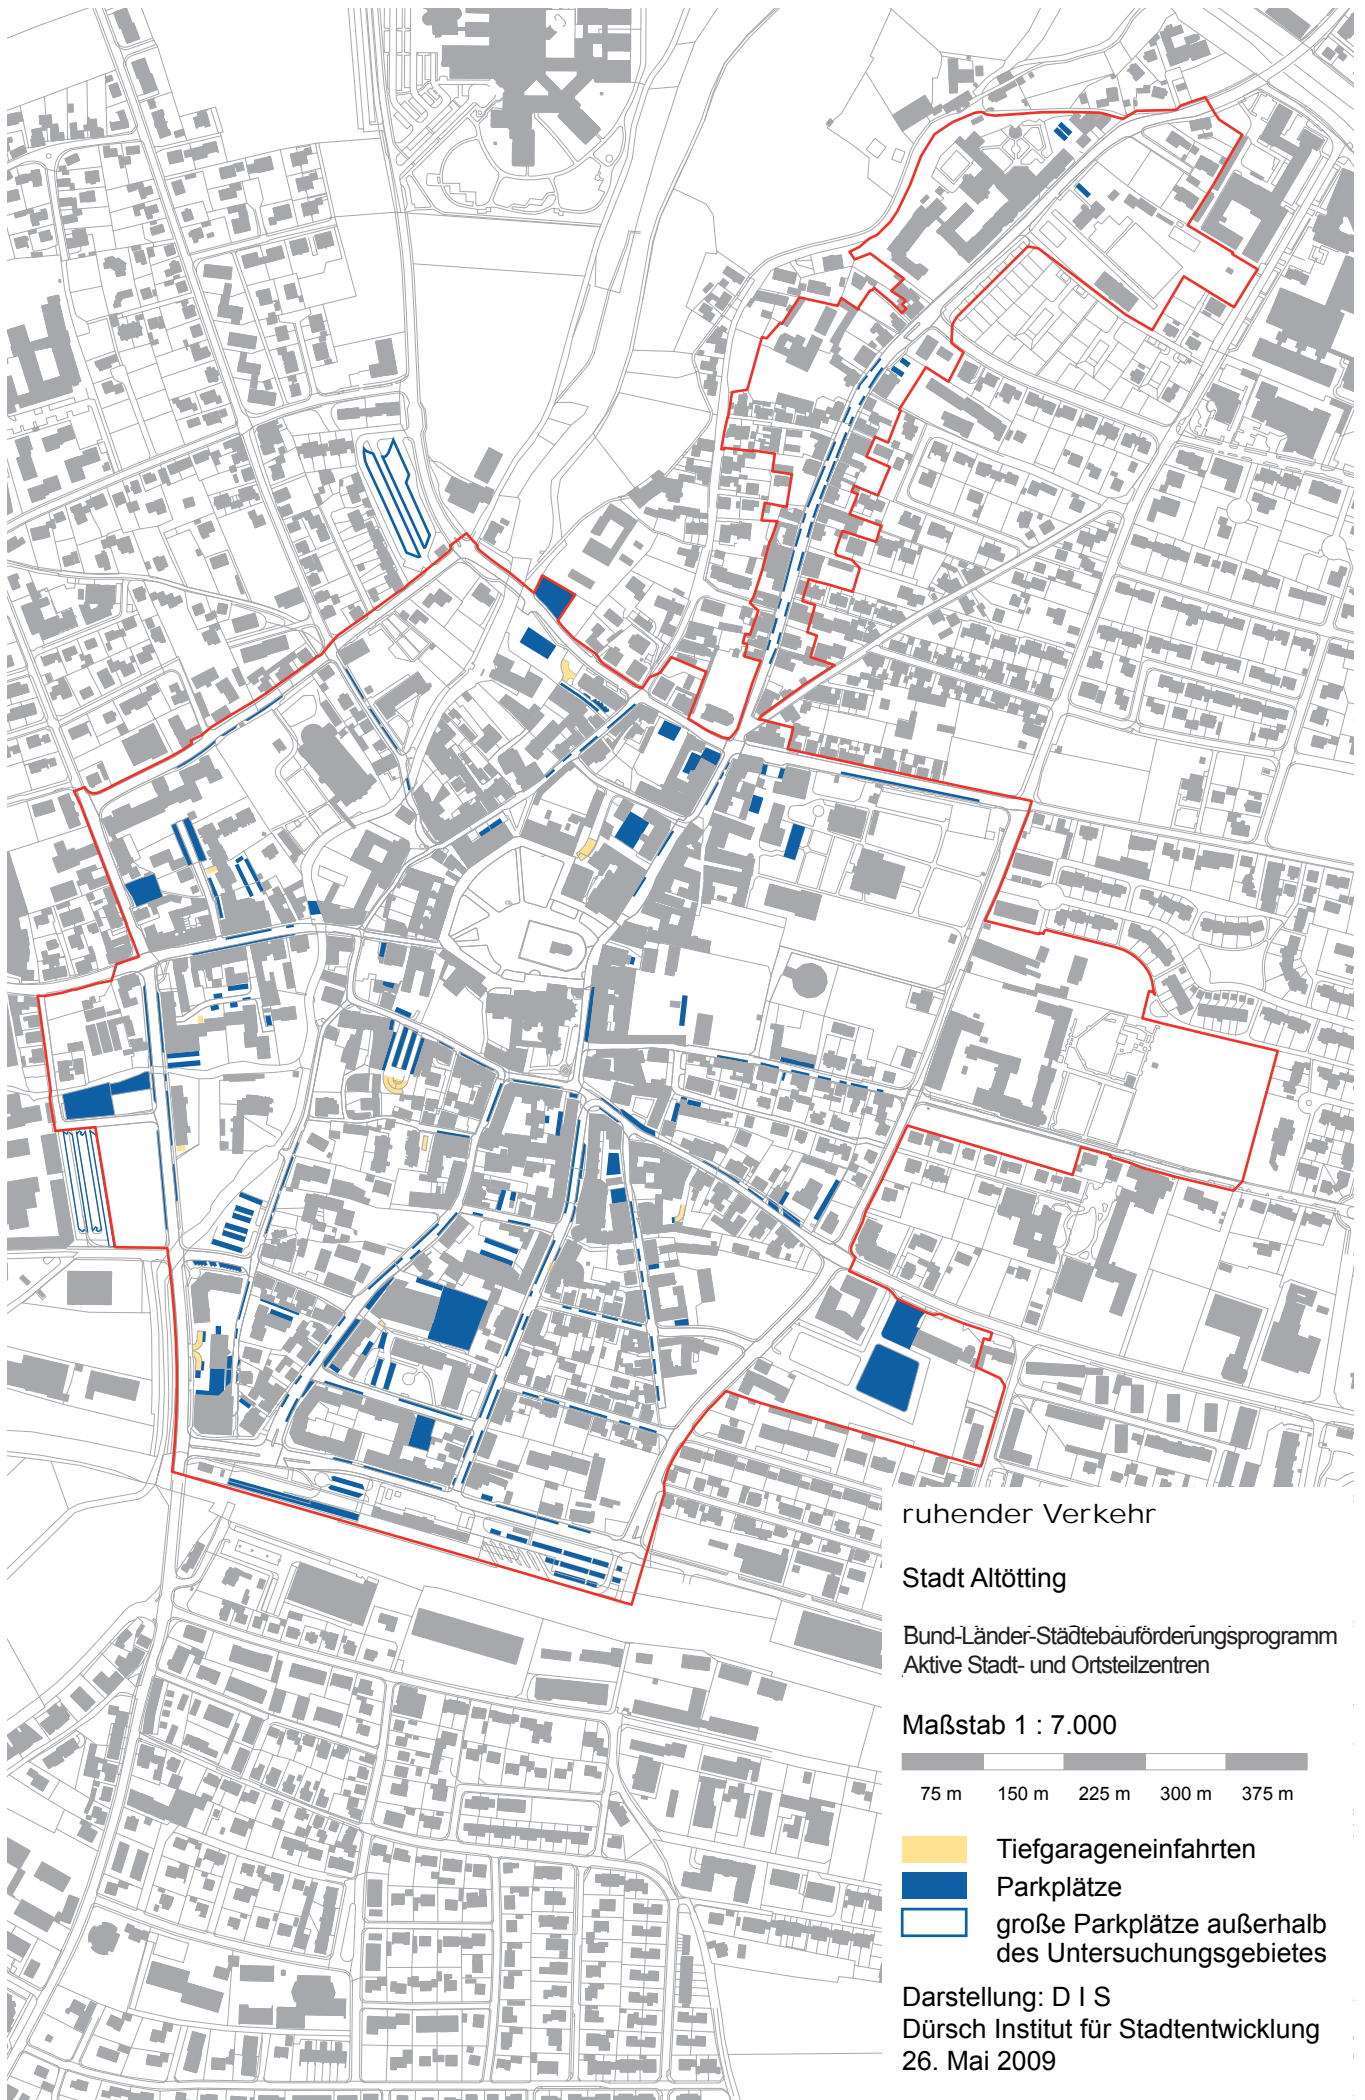 ruhender Verkehr
Stadt Altötting
Bund-Länder-Städtebauförderungsprogramm
Aktive Stadt- und Ortsteilzentren
Maßstab 1 : 7.000
75 m 150 m 225 m 300 m 375 m
Tiefgarageneinfahrten
Parkplätze
große Parkplätze außerhalb
des Untersuchungsgebietes
Darstellung: D I S
Dürsch Institut für Stadtentwicklung
26. Mai 2009